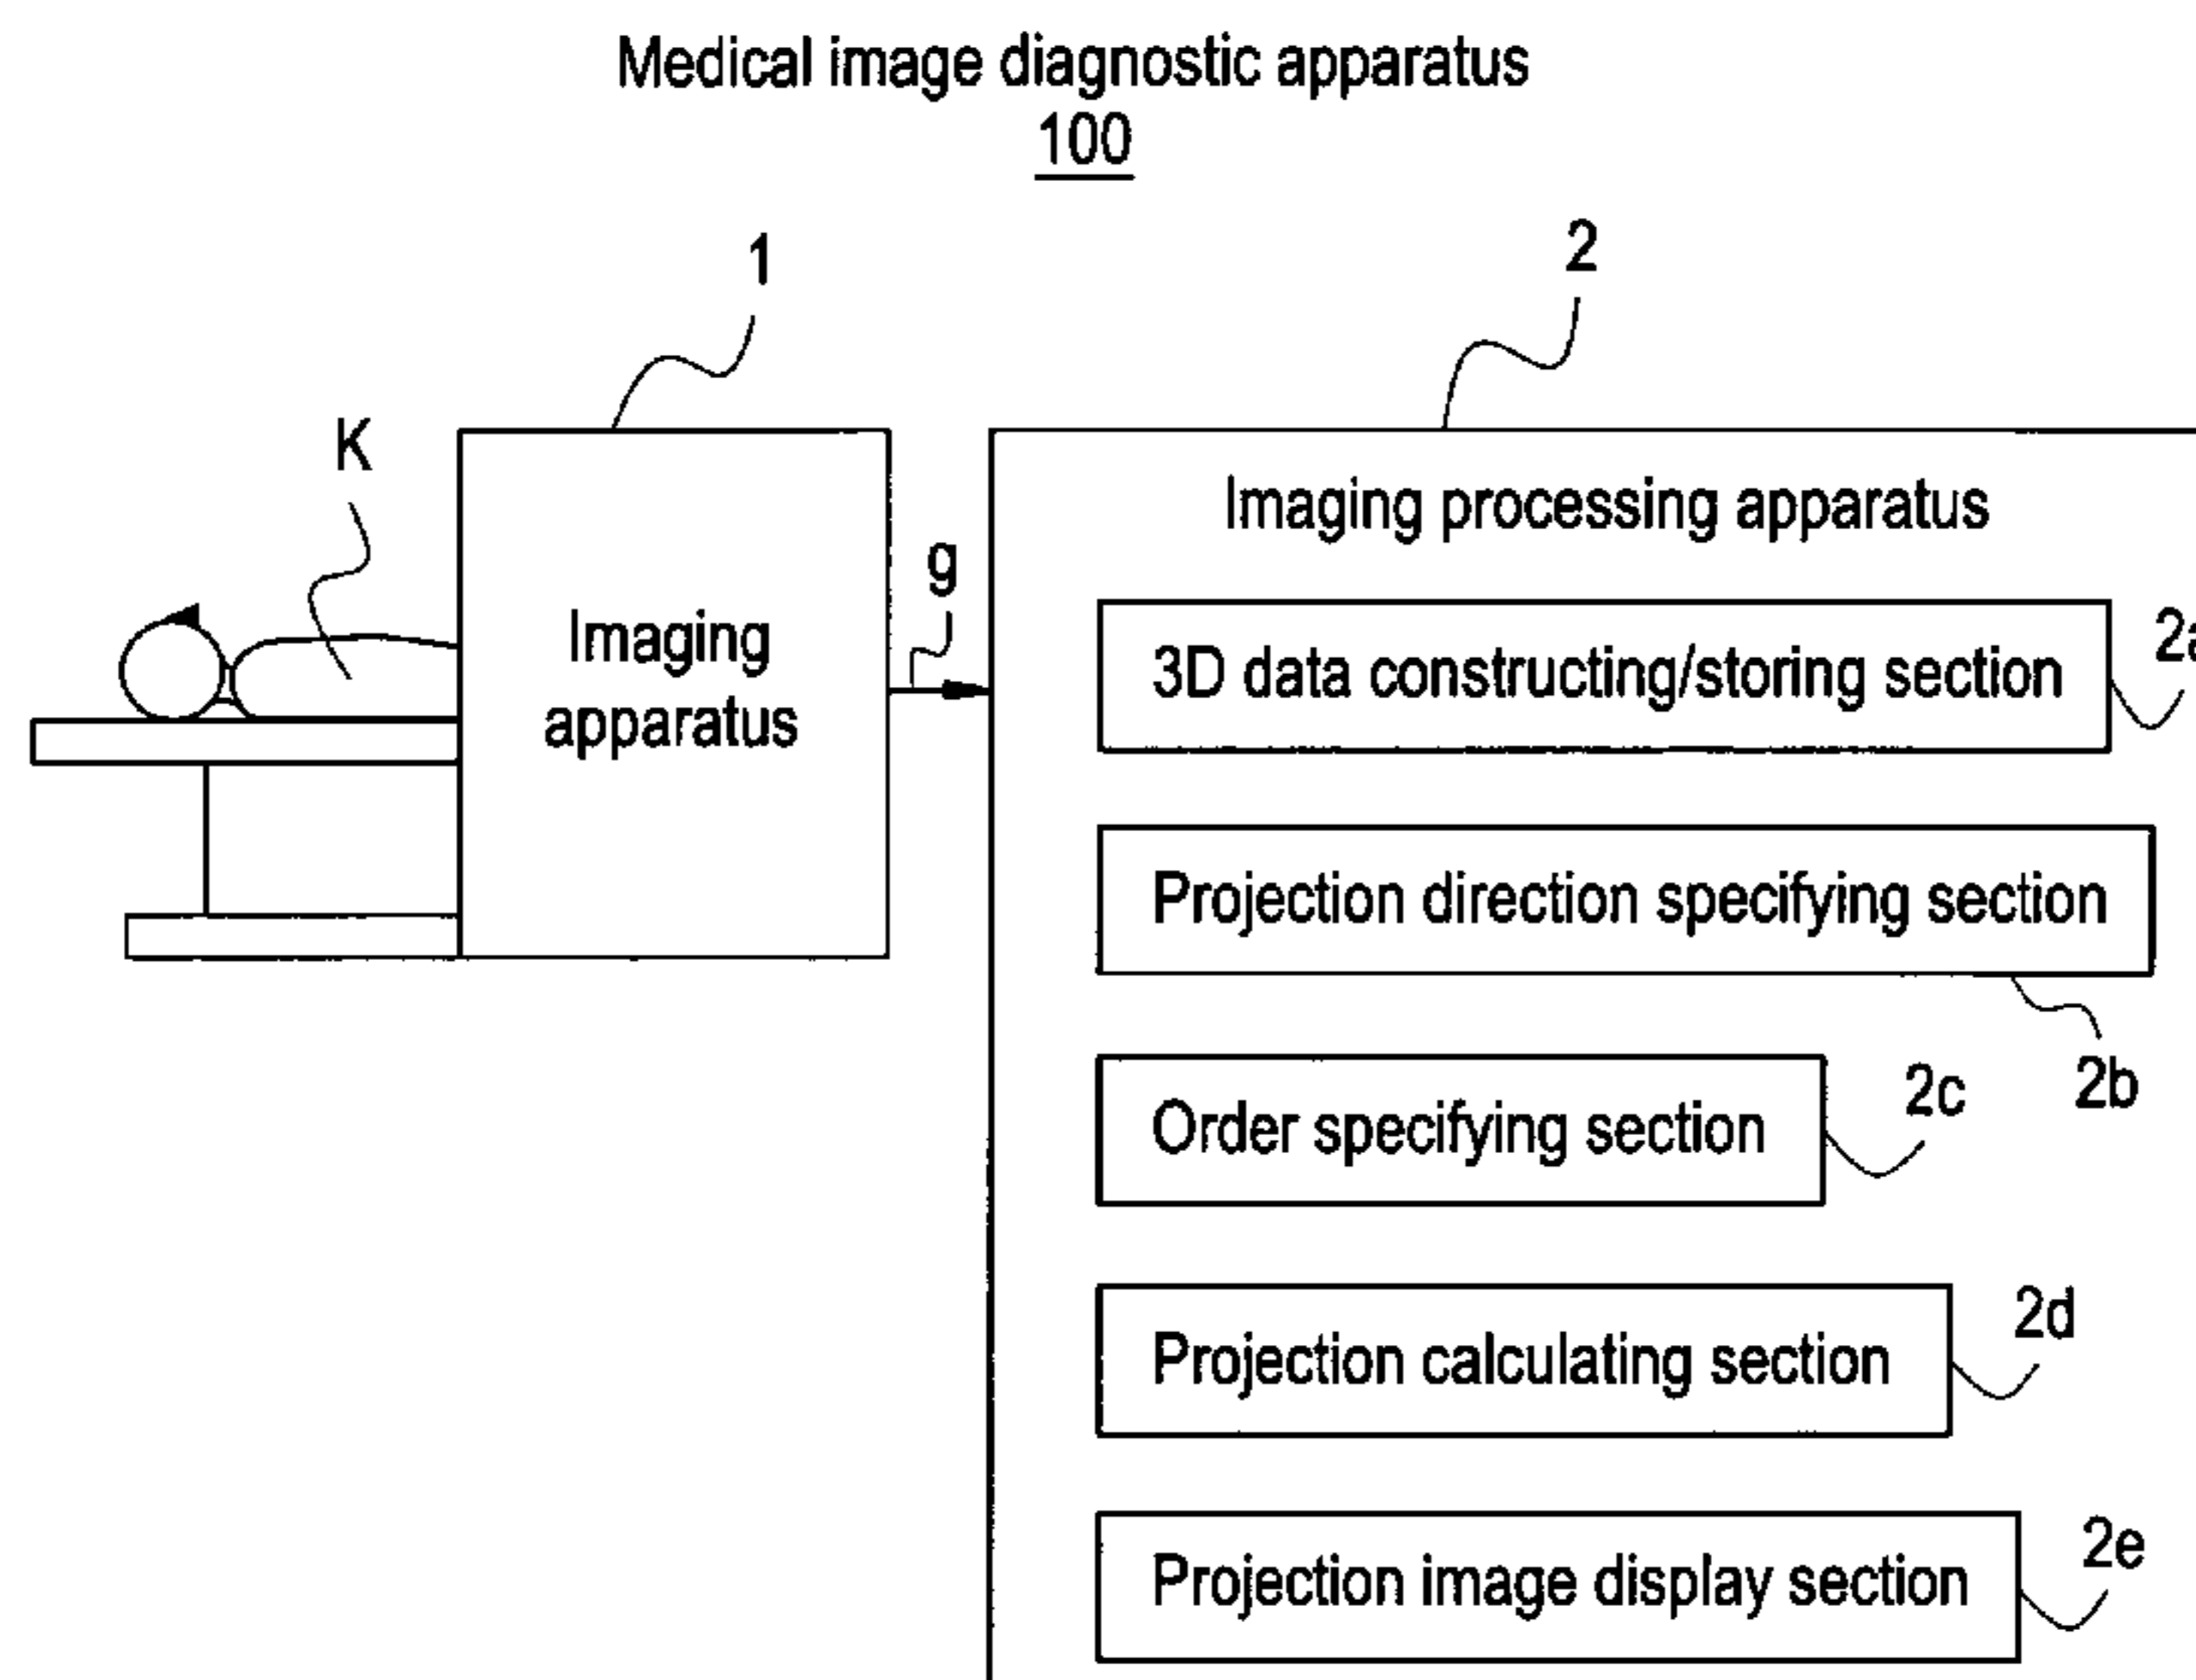 Medical image diagnostic apparatus
100
1
2
K
Imaging
apparatus
g
Imaging processing apparatus
3D data constructing/storing section
2a
Projection direction specifying section
2b
Order specifying section
2c
Projection calculating section
2d
Projection image display section
2e